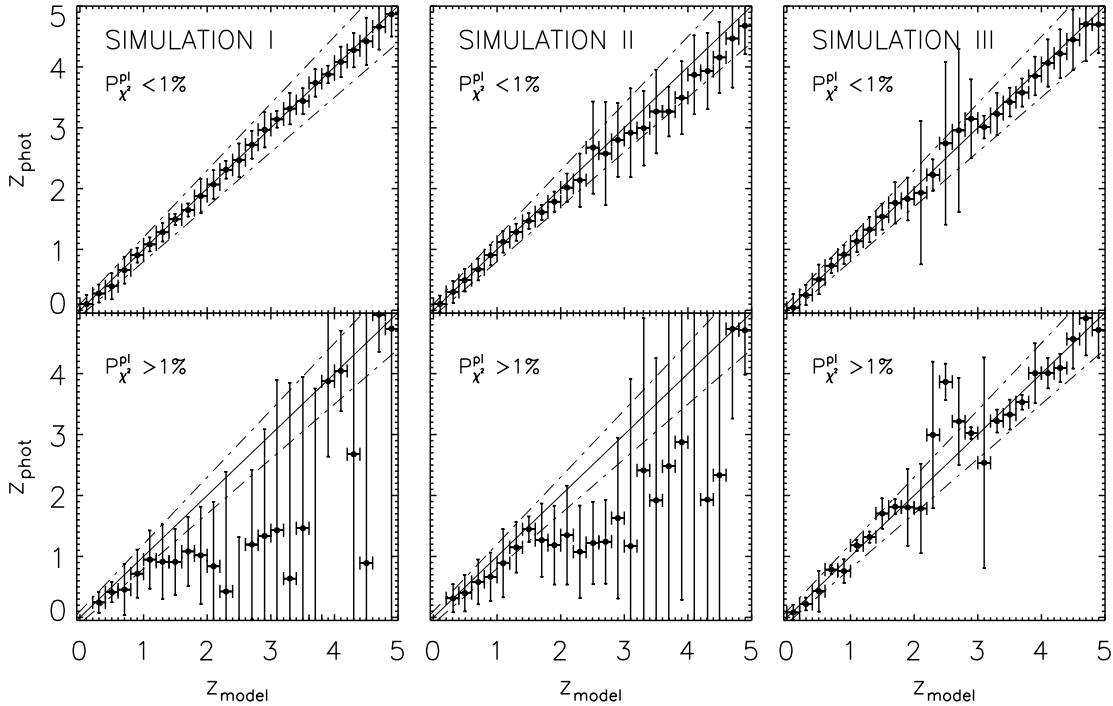 SIMULATION I
SIMULATION II
SIMULATION III
P^pl_χ² <1%
P^pl_χ² <1%
P^pl_χ² <1%
5
4
3
2
1
0
z_phot
P^pl_χ² >1%
P^pl_χ² >1%
P^pl_χ² >1%
4
3
2
1
0
z_phot
0 1 2 3 4 5
0 1 2 3 4 5
0 1 2 3 4 5
z_model
z_model
z_model